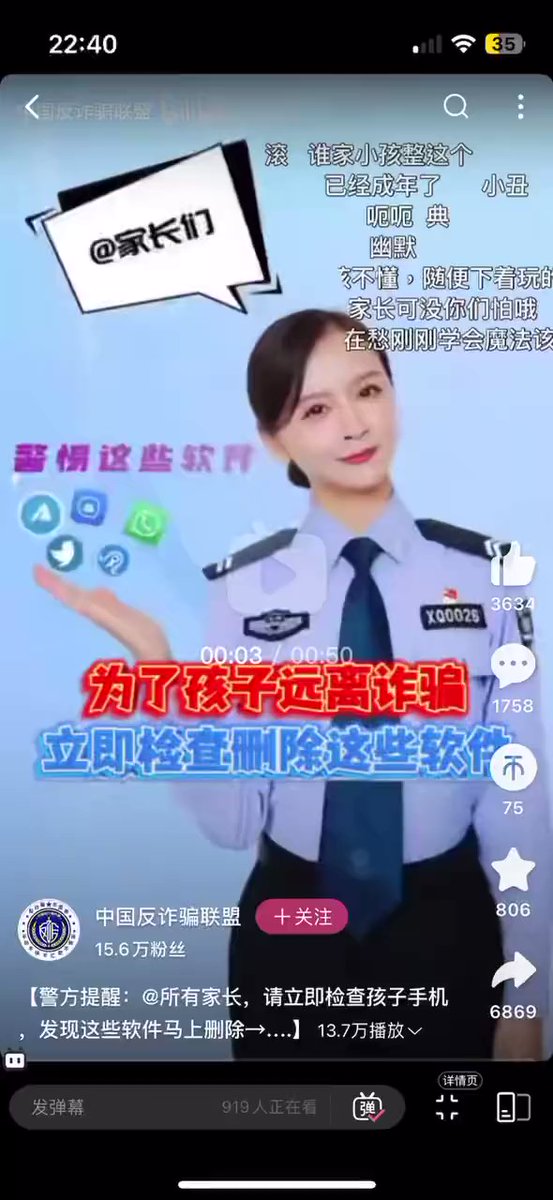 22:40
35
中国反诈骗联盟 bilibili
滚 谁家小孩整这个
已经成年了 小丑
呃呃 典
@家长们
幽默
不懂，随便下着玩的
家长可没你们怕哦
在愁刚刚学会魔法该
警惕这些软件
XQ0026
3634
00:03 / 00:50
为了孩子远离诈骗
1758
立即检查删除这些软件
75
806
中国反诈骗联盟
＋关注
15.6万粉丝
【警方提醒：@所有家长，请立即检查孩子手机
，发现这些软件马上删除→....】 13.7万播放
6869
详情页
发弹幕
919人正在看
弹